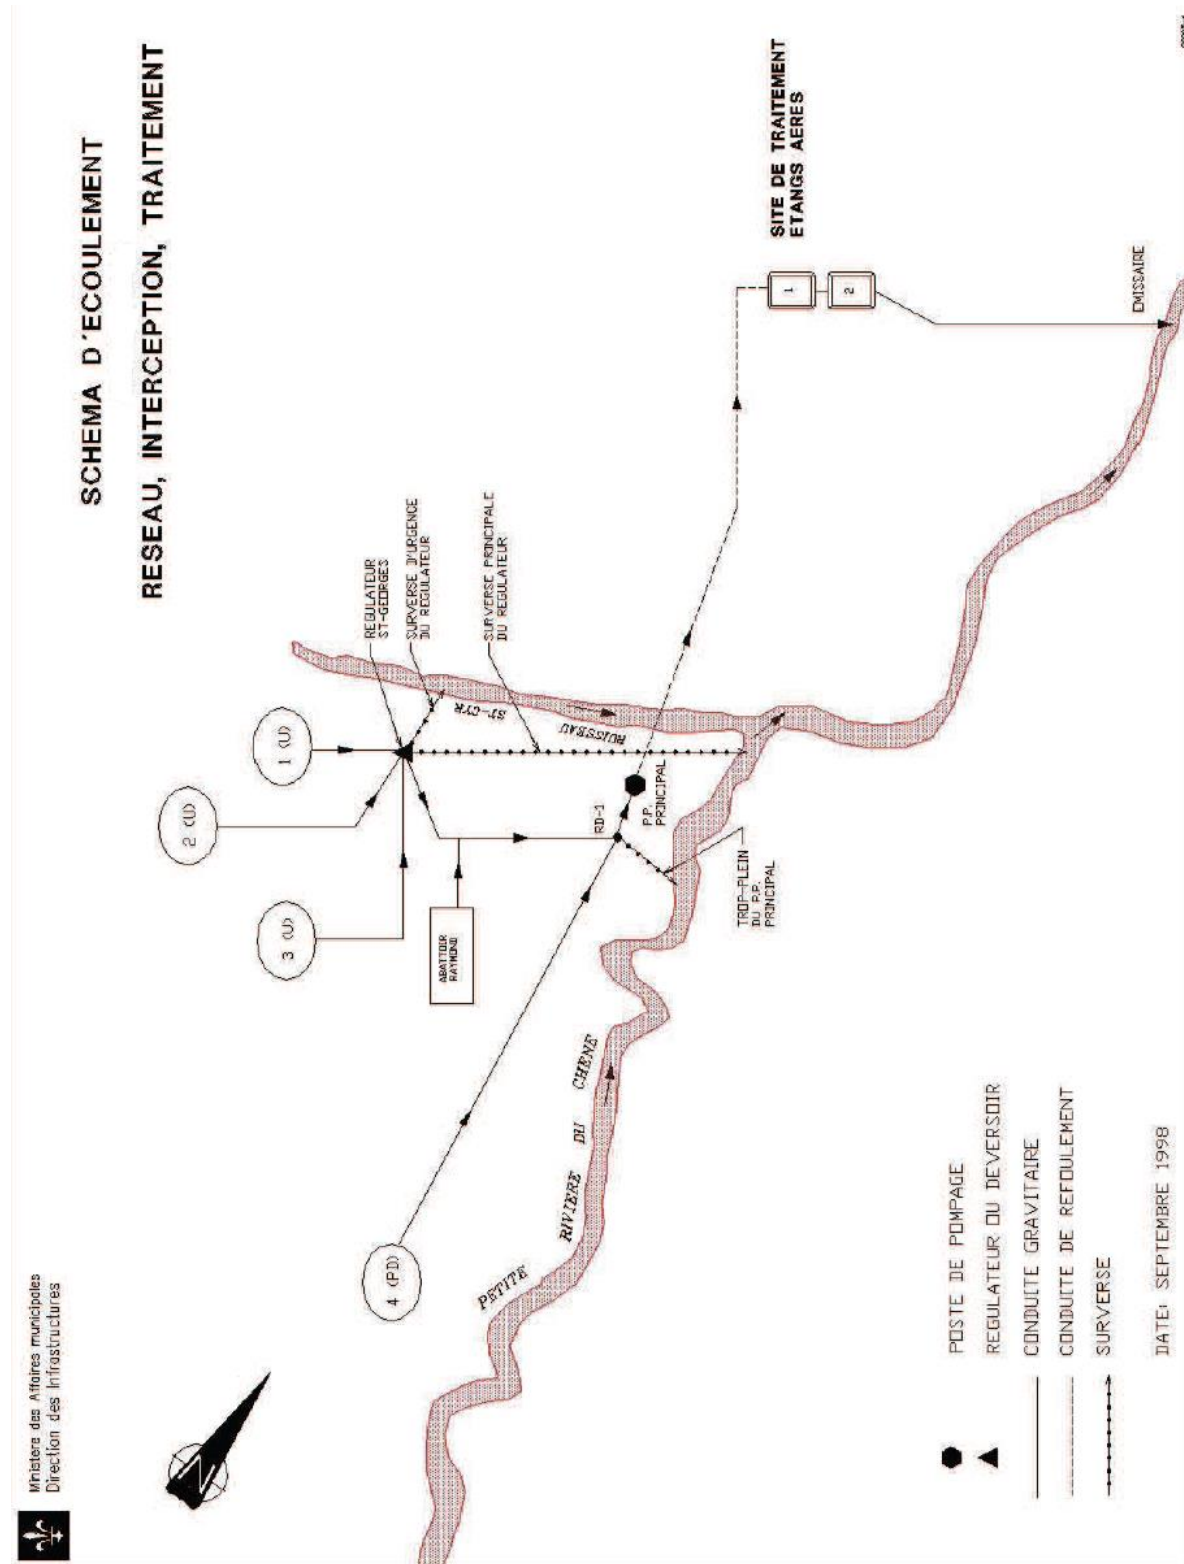 Ministere des Affaires municipales
Direction des Infrastructures
SCHEMA D'ECOULEMENT
RESEAU, INTERCEPTION, TRAITEMENT
2 (U)
1 (U)
3 (U)
4 (PD)
ABATTOIR
RAYMOND
REGULATEUR
ST-GEORGES
SURVERSE D'URGENCE
DU REGULATEUR
SURVERSE PRINCIPALE
DU REGULATEUR
RUISSEAU
ST-CYR
RD-1
P.P.
PRINCIPAL
TROP-PLEIN
DU P.P.
PRINCIPAL
PETITE
RIVIERE
DU
CHENE
SITE DE TRAITEMENT
ETANGS AERES
1
2
EMISSAIRE
POSTE DE POMPAGE
REGULATEUR OU DEVERSOIR
CONDUITE GRAVITAIRE
CONDUITE DE REFOULEMENT
SURVERSE
DATE: SEPTEMBRE 1998